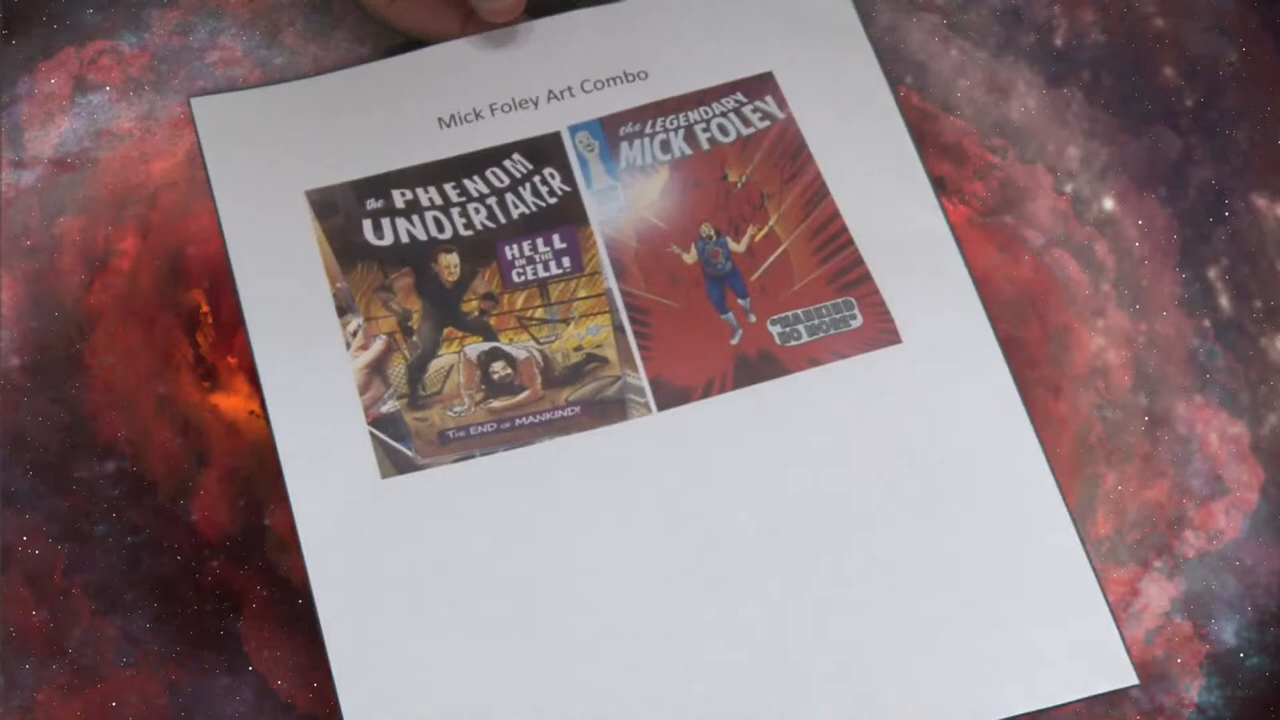 Mick Foley Art Combo
the PHENOM
UNDERTAKER
HELL
IN THE
CELL!
THE END OF MANKIND!
the LEGENDARY
MICK FOLEY
"MANKIND
NO MORE"